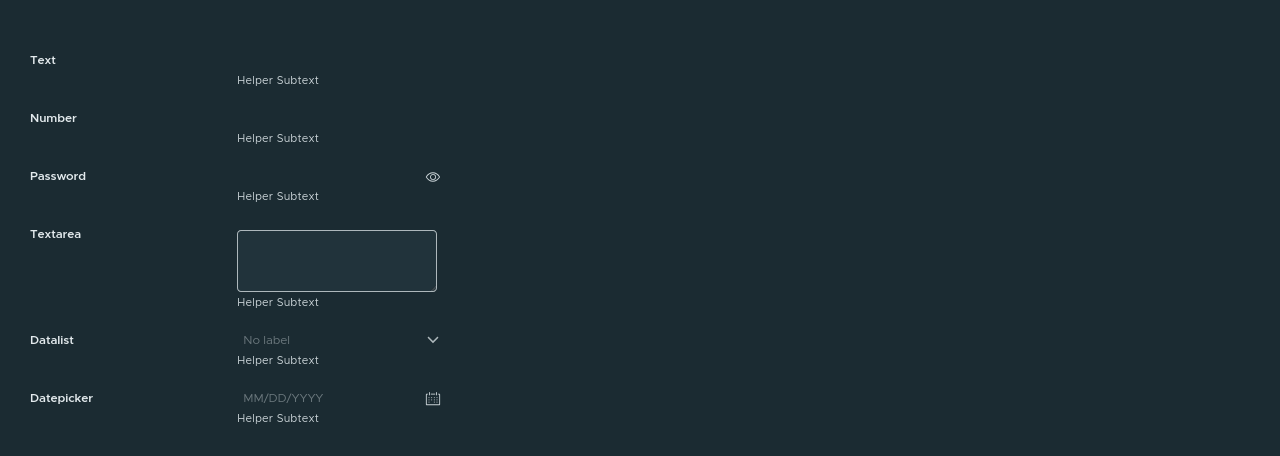 Text
Helper Subtext
Number
Helper Subtext
Password
Helper Subtext
Textarea
Helper Subtext
Datalist No label
Helper Subtext
Datepicker MM/DD/YYYY
Helper Subtext